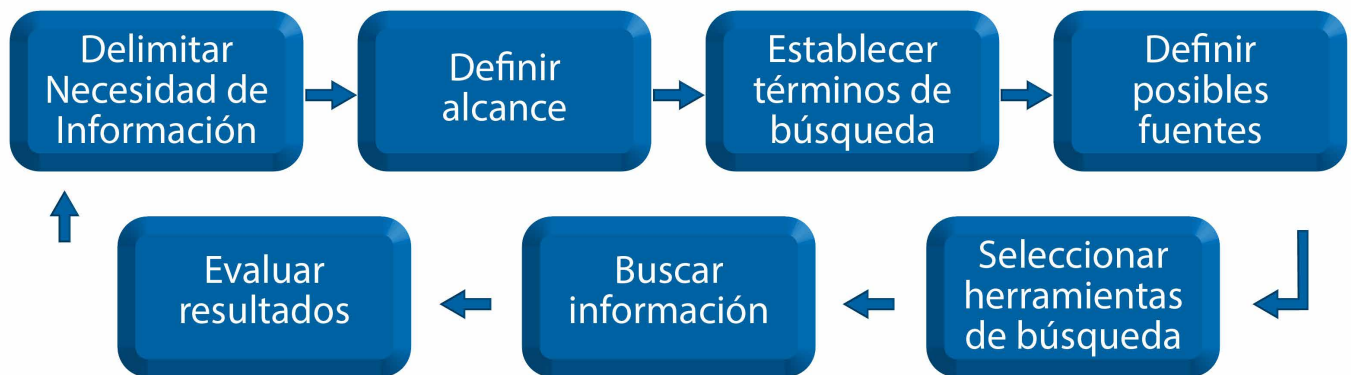 Delimitar
Necesidad de
Información
Definir
alcance
Establecer
términos de
búsqueda
Definir
posibles
fuentes
Seleccionar
herramientas
de búsqueda
Buscar
información
Evaluar
resultados